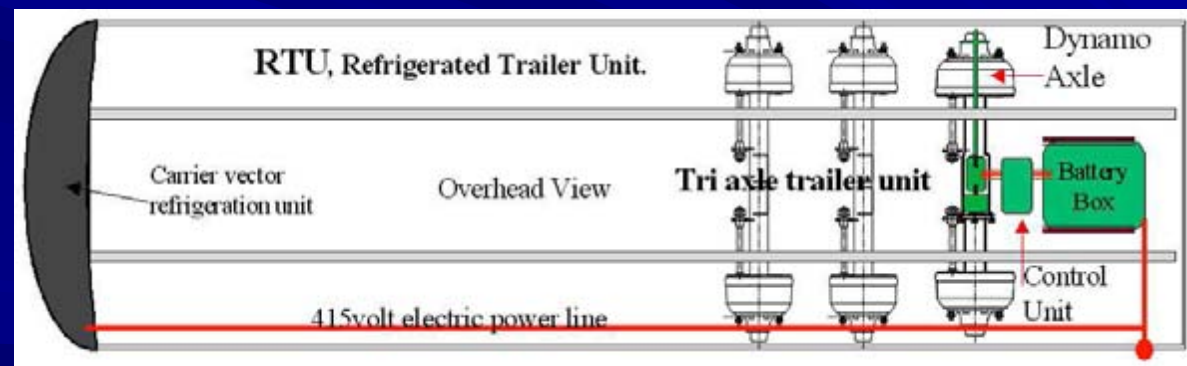 RTU, Refrigerated Trailer Unit.
Dynamo
Axle
Carrier vector
refrigeration unit
Overhead View
Tri axle trailer unit
Battery
Box
Control
Unit
415volt electric power line